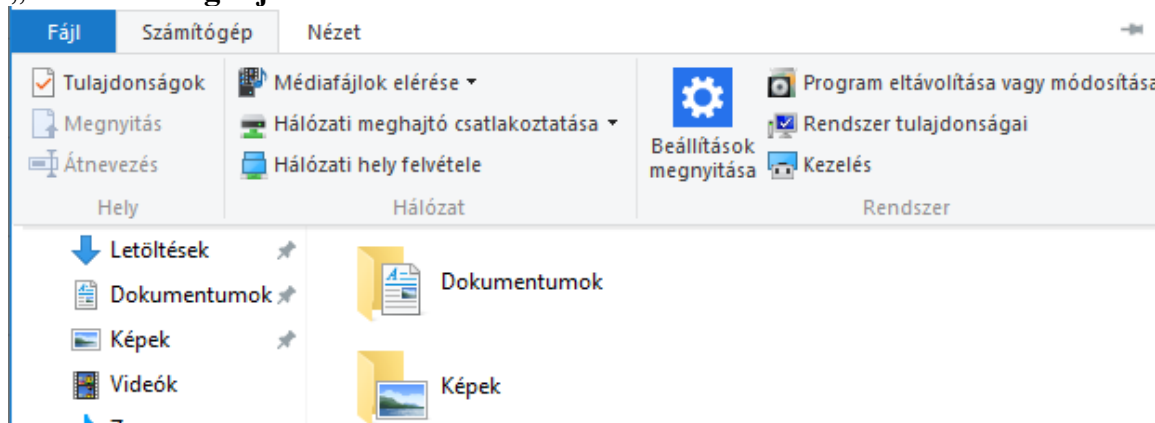 Fájl Számítógép Nézet
Tulajdonságok Médiafájlok elérése Program eltávolítása vagy módosítása
Megnyitás Hálózati meghajtó csatlakoztatása Rendszer tulajdonságai
Beállítások megnyitása
Átnevezés Hálózati hely felvétele Kezelés
Hely Hálózat Rendszer
Letöltések
Dokumentumok Dokumentumok
Képek
Videók Képek